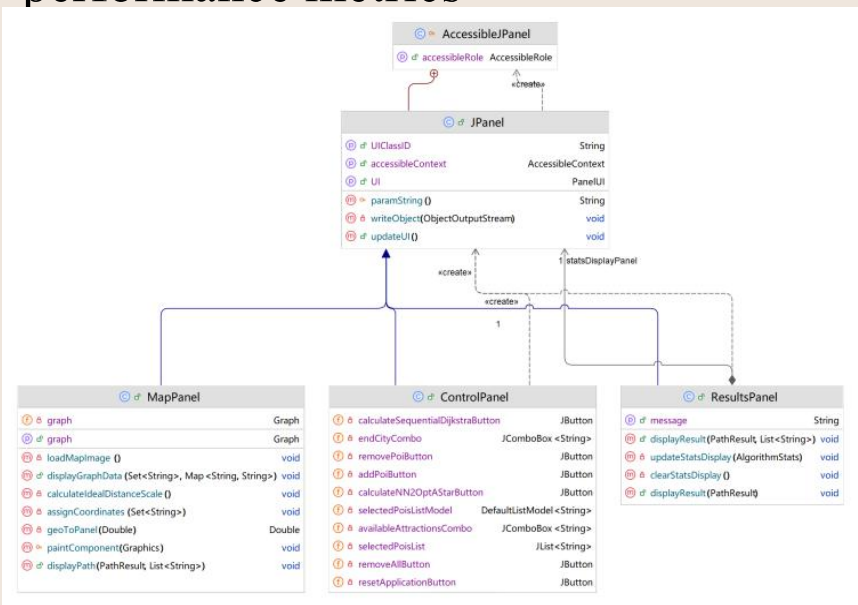 performance metrics
AccessibleJPanel
accessibleRole AccessibleRole
«create»
JPanel
UIClassID String
accessibleContext AccessibleContext
UI PanelUI
paramString () String
writeObject(ObjectOutputStream) void
updateUI () void
1 statsDisplayPanel
«create»
«create»
1
MapPanel
graph Graph
graph Graph
loadMapImage () void
displayGraphData (Set<String>, Map <String, String>) void
calculateIdealDistanceScale () void
assignCoordinates (Set<String>) void
geoToPanel(Double) Double
paintComponent(Graphics) void
displayPath(PathResult, List<String>) void
ControlPanel
calculateSequentialDijkstraButton JButton
endCityCombo JComboBox <String>
removePoiButton JButton
addPoiButton JButton
calculateNN2OptAStarButton JButton
selectedPoisListModel DefaultListModel <String>
availableAttractionsCombo JComboBox <String>
selectedPoisList JList<String>
removeAllButton JButton
resetApplicationButton JButton
ResultsPanel
message String
displayResult(PathResult, List<String>) void
updateStatsDisplay (AlgorithmStats) void
clearStatsDisplay () void
displayResult(PathResult) void